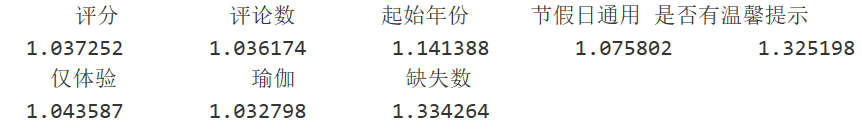 评分 评论数 起始年份 节假日通用 是否有温馨提示
1.037252 1.036174 1.141388 1.075802 1.325198
仅体验 瑜伽 缺失数
1.043587 1.032798 1.334264